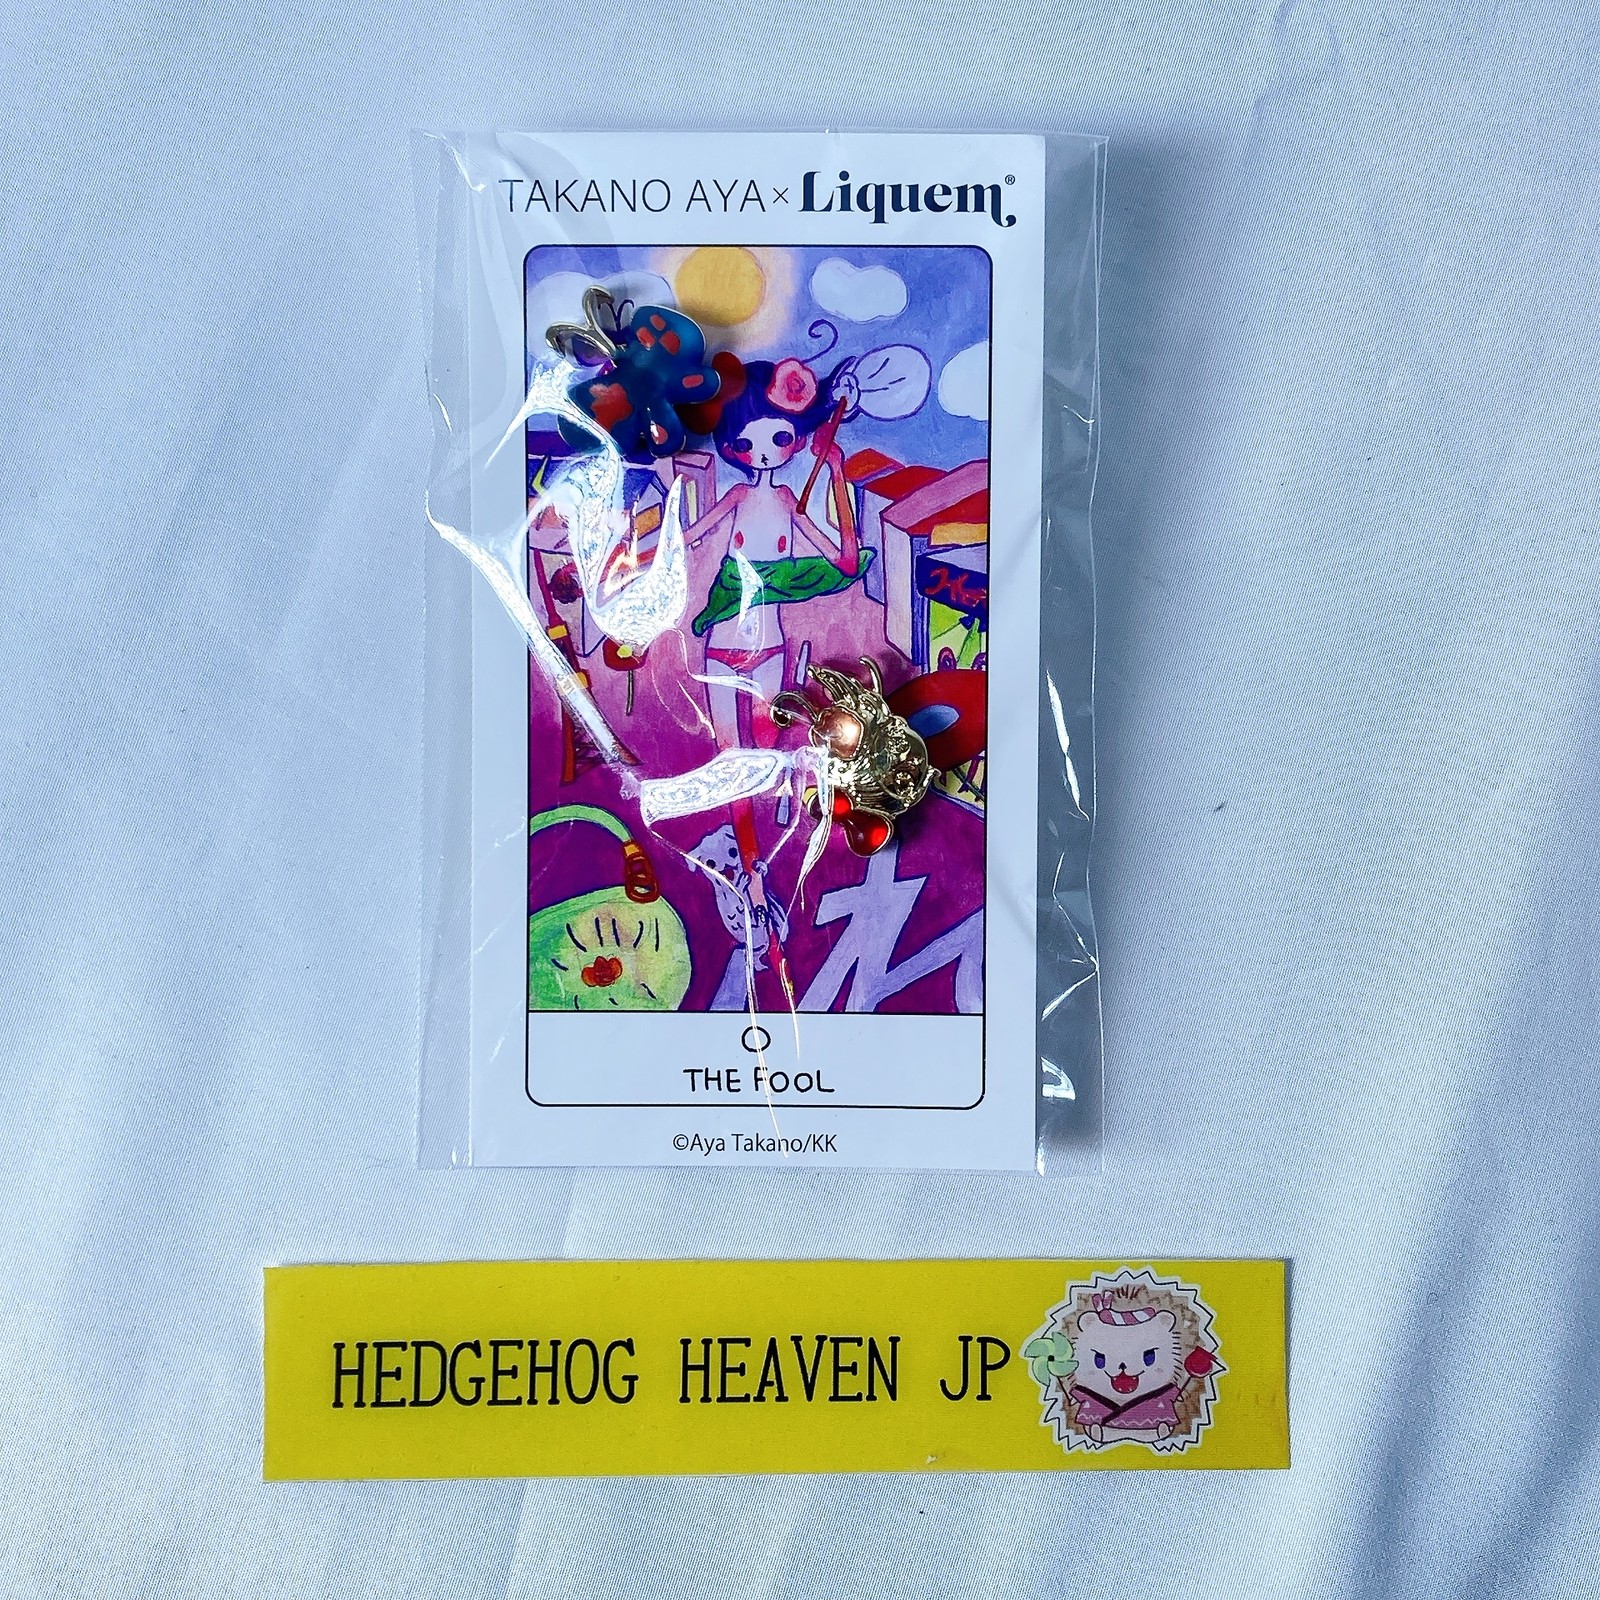 TAKANO AYA × Liquem®
0
THE FOOL
©Aya Takano/KK
HEDGEHOG HEAVEN JP